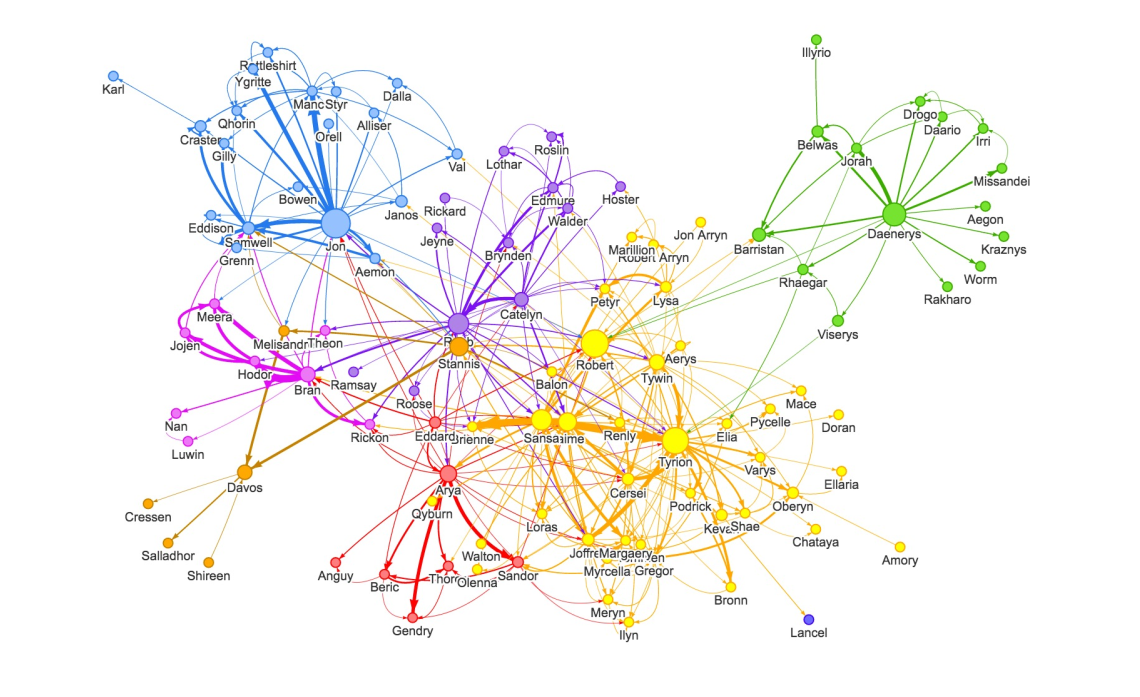 Illyrio
Rattleshirt
Ygritte
Karl
Dalla
Styr
Drogo
Daario
Qhorin
Alliser
Orell
Craster
Gilly
Irri
Belwas
Jorah
Roslin
Lothar
Val
Missandei
Bowen
Edmure
Hoster
Janos
Rickard
Walder
Aegon
Eddison
Samwell
Jon
Jeyne
Jon Arryn
Daenerys
Grenn
Brynden
Marillion
Robert Arryn
Barristan
Kraznys
Aemon
Rhaegar
Worm
Rakharo
Petyr
Lysa
Meera
Catelyn
Viserys
Jojen
Theon
Stannis
Robert
Aerys
Tywin
Hodor
Bran
Ramsay
Balon
Roose
Mace
Nan
Rickon
Eddard
Sansa
Renly
Elia
Pycelle
Doran
Luwin
Tyrion
Varys
Davos
Arya
Cersei
Ellaria
Cressen
Qyburn
Podrick
Oberyn
Loras
Shae
Salladhor
Chataya
Walton
Margaery
Amory
Shireen
Anguy
Beric
Olenna
Sandor
Myrcella
Gregor
Bronn
Gendry
Meryn
Ilyn
Lancel